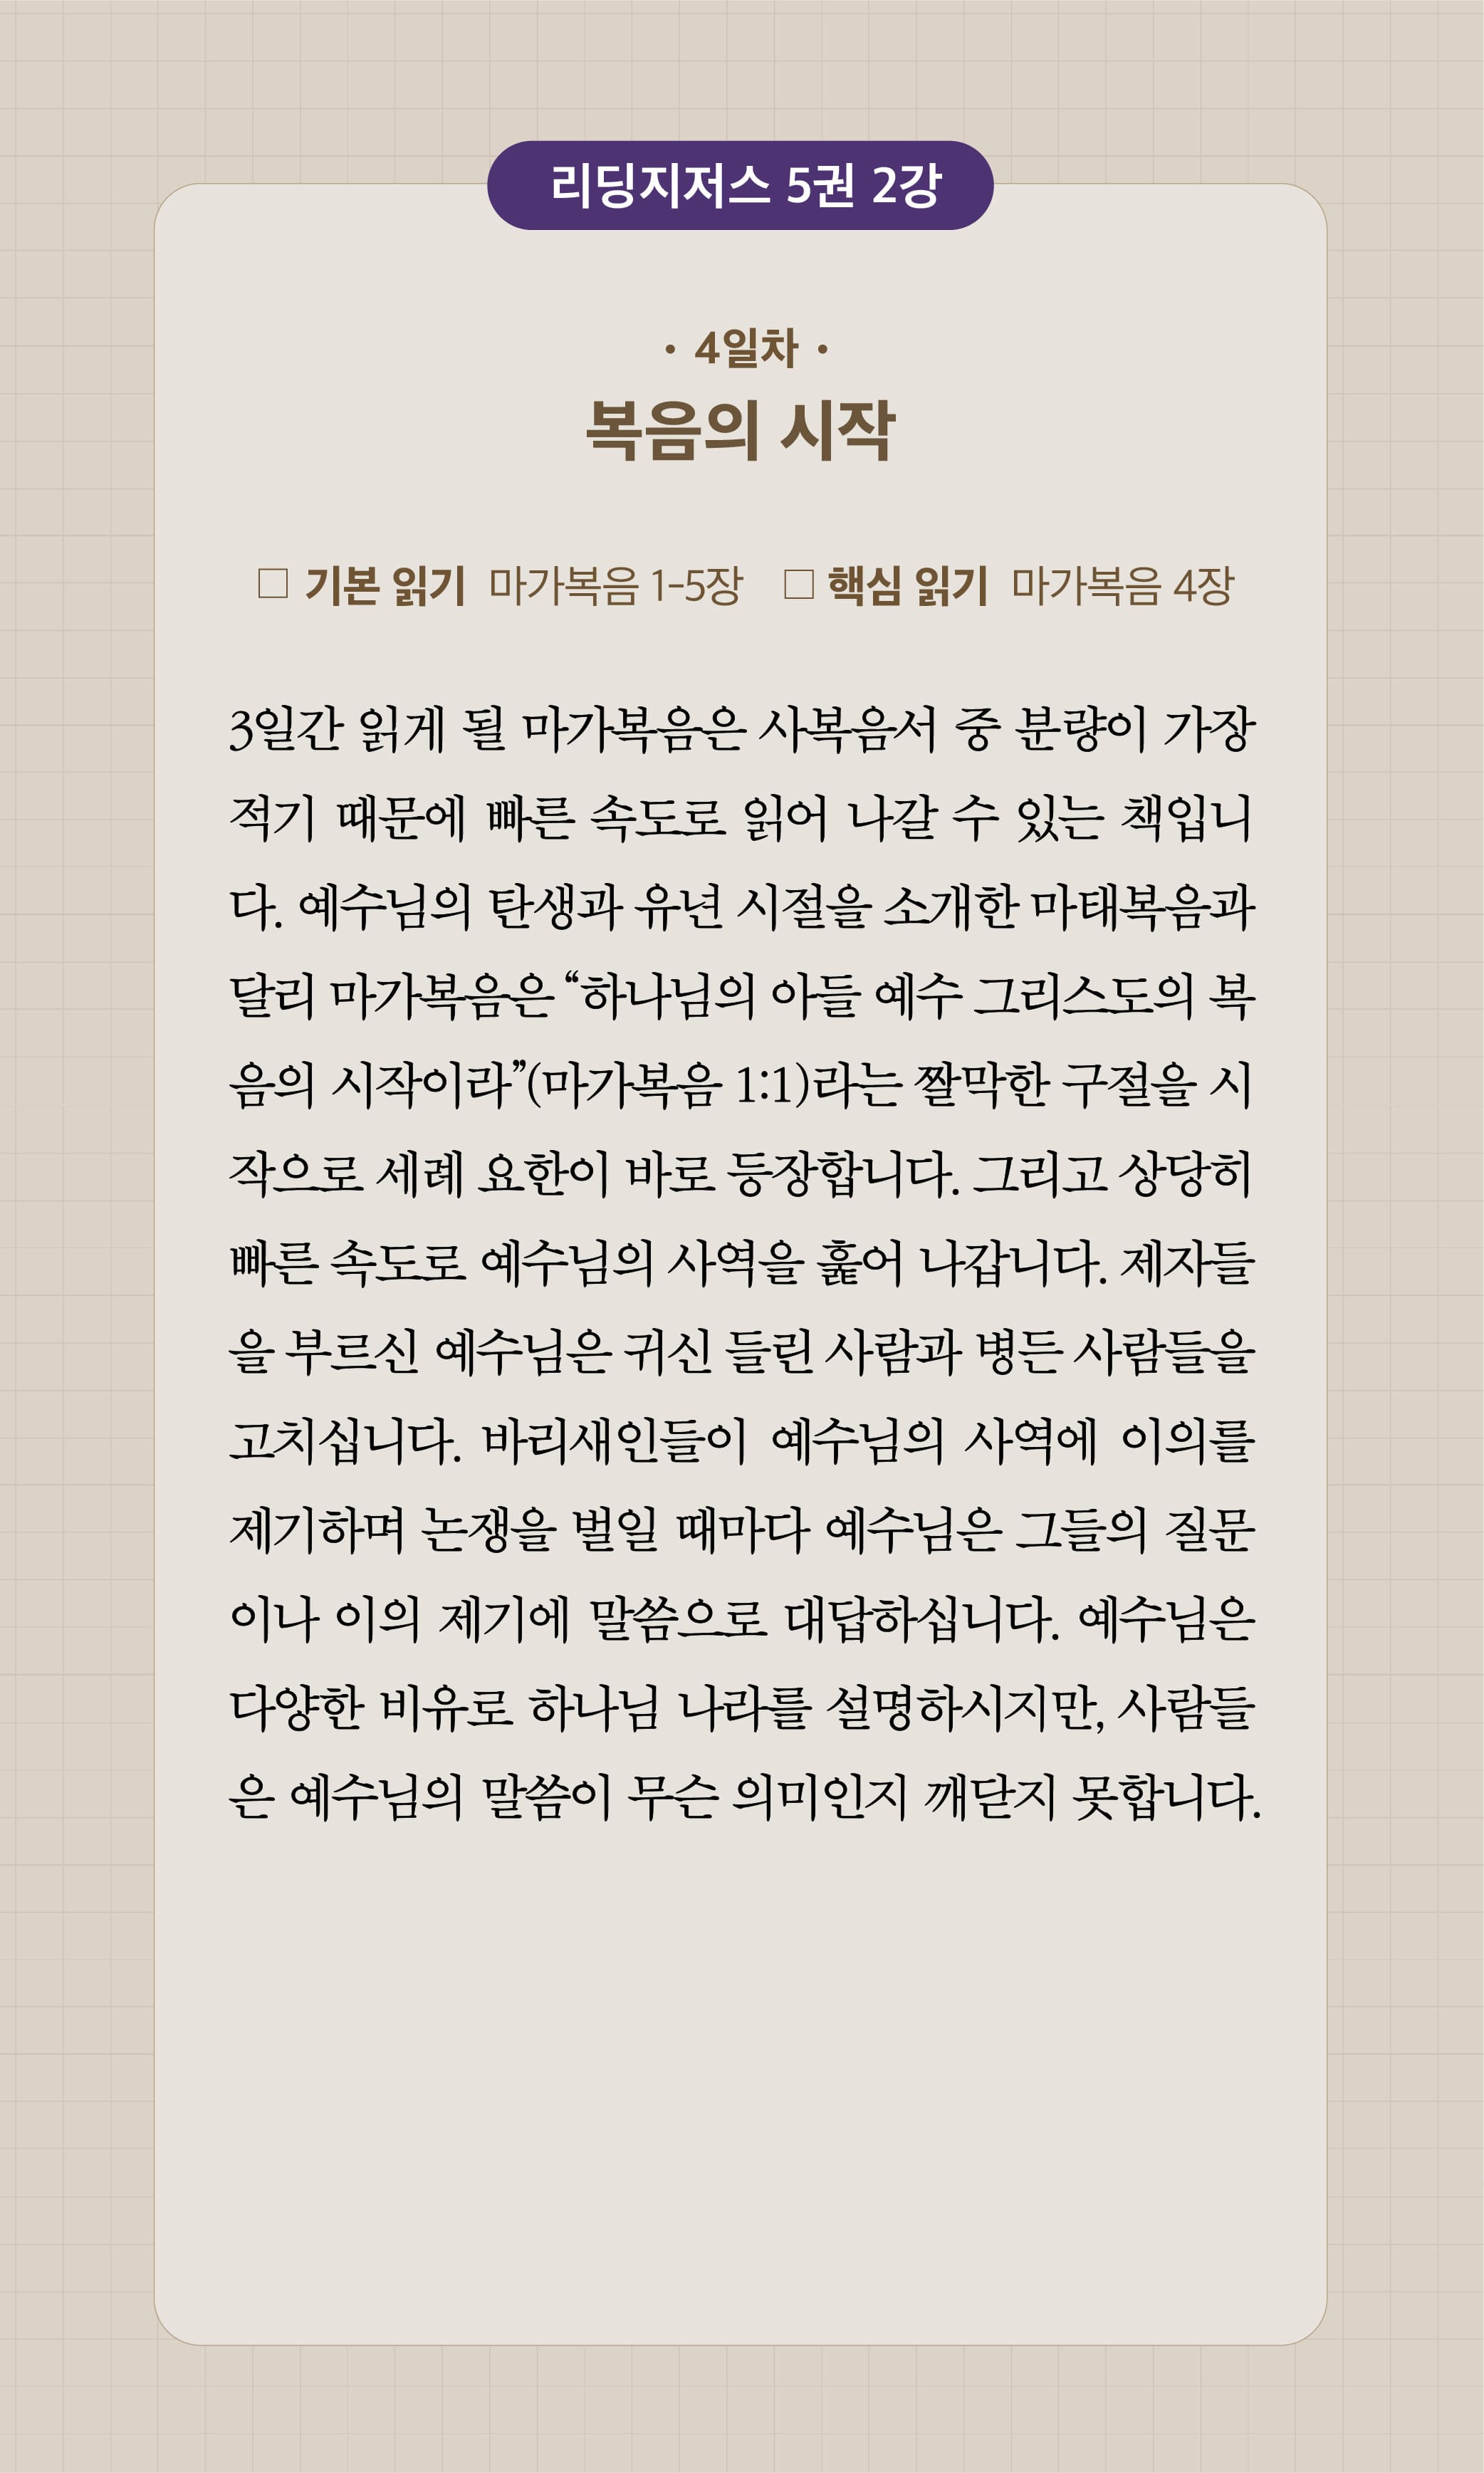 리딩지저스 5권 2강
· 4일차 ·
복음의 시작
□ 기본 읽기 마가복음 1-5장 □ 핵심 읽기 마가복음 4장
3일간 읽게 될 마가복음은 사복음서 중 분량이 가장
적기 때문에 빠른 속도로 읽어 나갈 수 있는 책입니
다. 예수님의 탄생과 유년 시절을 소개한 마태복음과
달리 마가복음은 “하나님의 아들 예수 그리스도의 복
음의 시작이라”(마가복음 1:1)라는 짤막한 구절을 시
작으로 세례 요한이 바로 등장합니다. 그리고 상당히
빠른 속도로 예수님의 사역을 훑어 나갑니다. 제자들
을 부르신 예수님은 귀신 들린 사람과 병든 사람들을
고치십니다. 바리새인들이 예수님의 사역에 이의를
제기하며 논쟁을 벌일 때마다 예수님은 그들의 질문
이나 이의 제기에 말씀으로 대답하십니다. 예수님은
다양한 비유로 하나님 나라를 설명하시지만, 사람들
은 예수님의 말씀이 무슨 의미인지 깨닫지 못합니다.